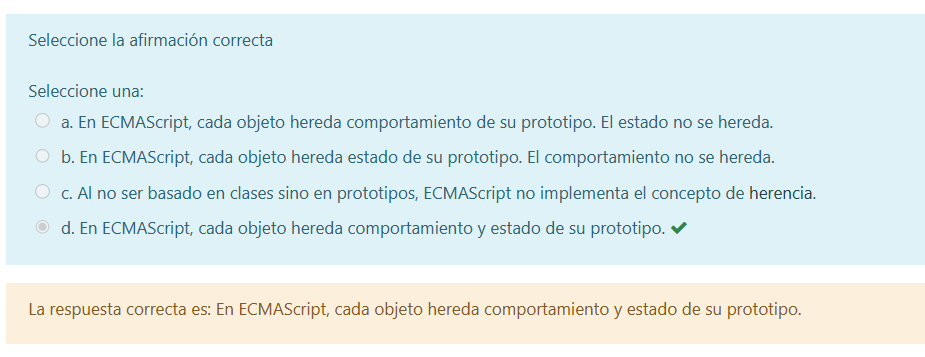 Seleccione la afirmación correcta
Seleccione una:
a. En ECMAScript, cada objeto hereda comportamiento de su prototipo. El estado no se hereda.
b. En ECMAScript, cada objeto hereda estado de su prototipo. El comportamiento no se hereda.
c. Al no ser basado en clases sino en prototipos, ECMAScript no implementa el concepto de herencia.
d. En ECMAScript, cada objeto hereda comportamiento y estado de su prototipo.
La respuesta correcta es: En ECMAScript, cada objeto hereda comportamiento y estado de su prototipo.